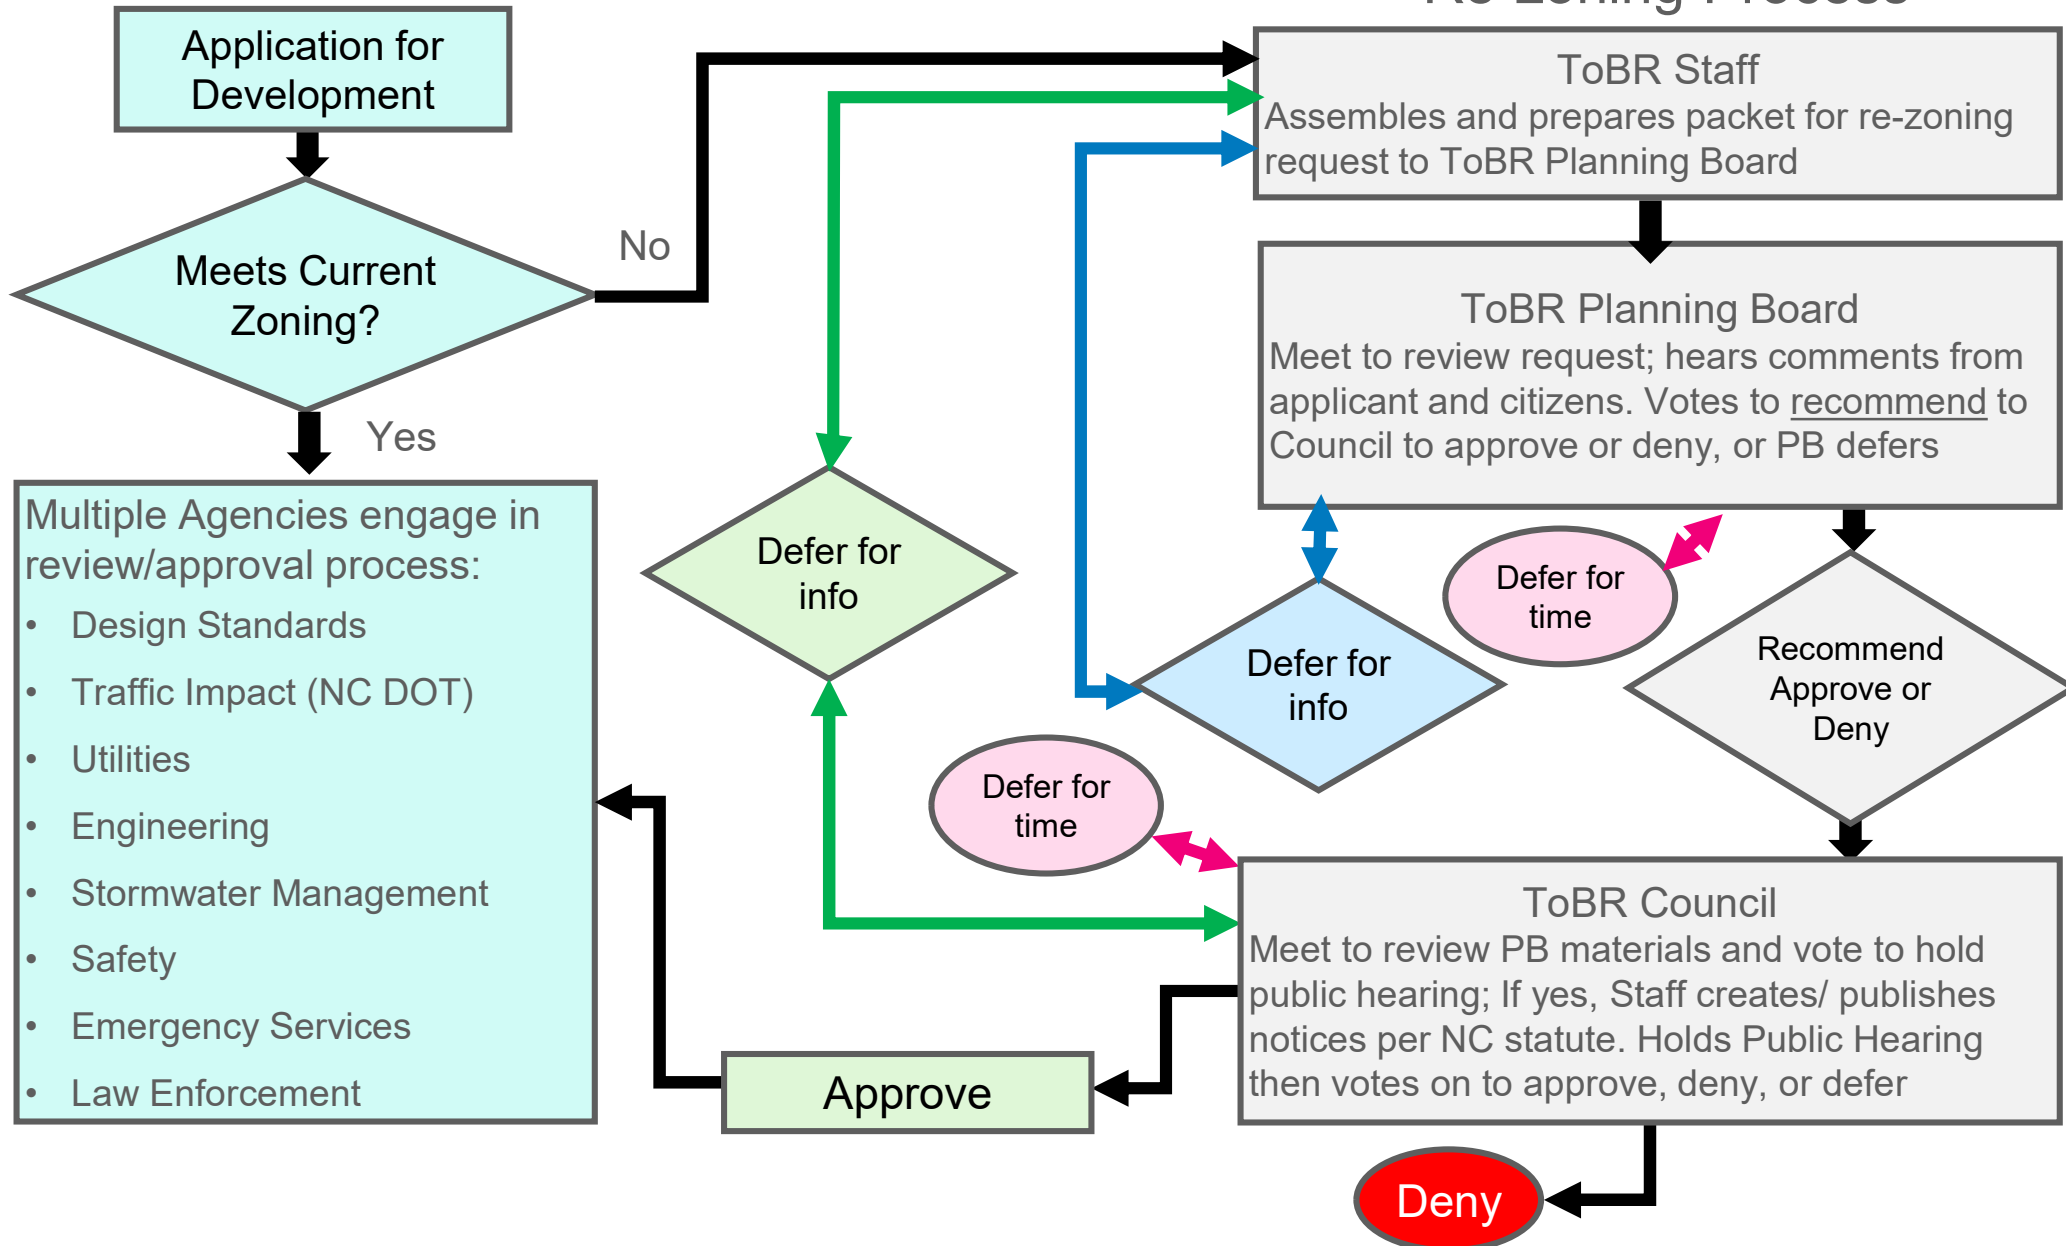 Application for
Development
Meets Current
Zoning?
No
Yes
Multiple Agencies engage in
review/approval process:
• Design Standards
• Traffic Impact (NC DOT)
• Utilities
• Engineering
• Stormwater Management
• Safety
• Emergency Services
• Law Enforcement
ToBR Staff
Assembles and prepares packet for re-zoning
request to ToBR Planning Board
ToBR Planning Board
Meet to review request; hears comments from
applicant and citizens. Votes to recommend to
Council to approve or deny, or PB defers
Defer for
info
Defer for
info
Defer for
time
Recommend
Approve or
Deny
Defer for
time
ToBR Council
Meet to review PB materials and vote to hold
public hearing; If yes, Staff creates/ publishes
notices per NC statute. Holds Public Hearing
then votes on to approve, deny, or defer
Approve
Deny